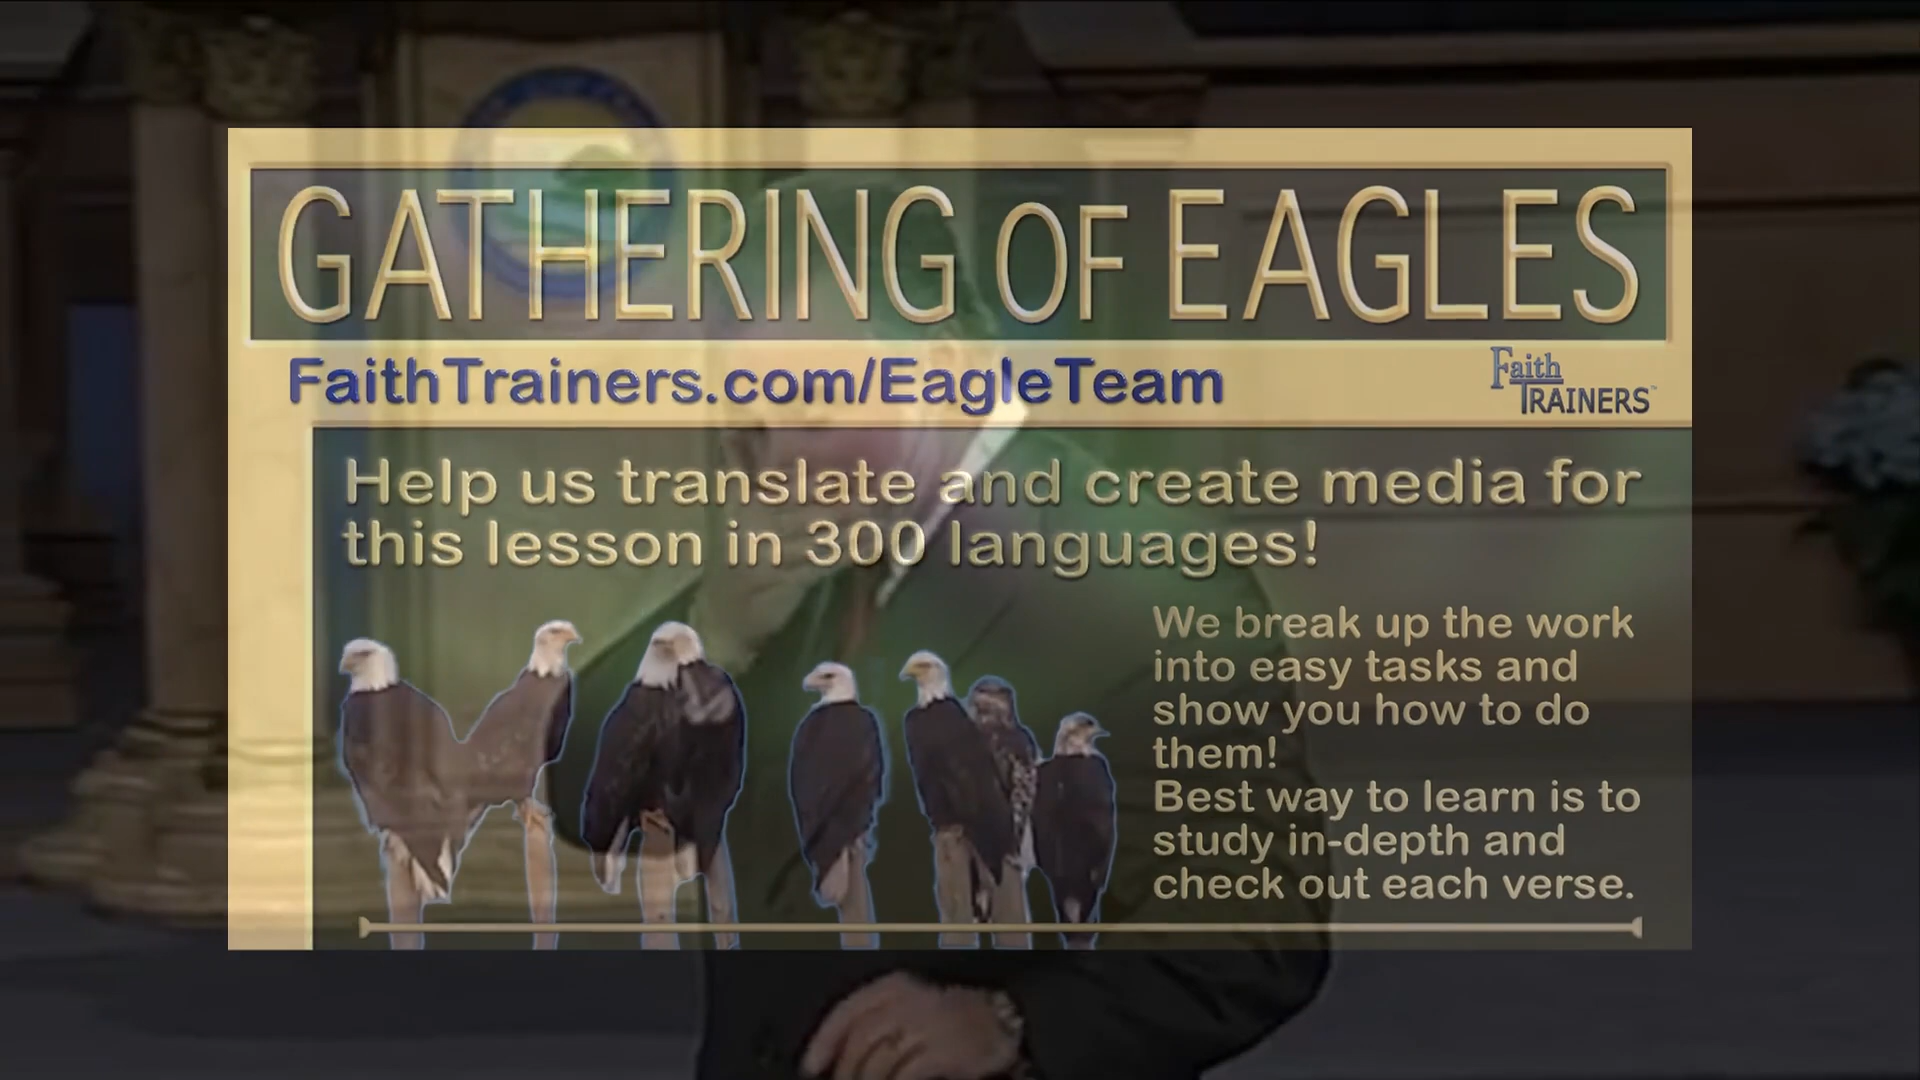 GATHERING OF EAGLES
FaithTrainers.com/EagleTeam
Faith
TRAINERS™
Help us translate and create media for
this lesson in 300 languages!
We break up the work
into easy tasks and
show you how to do
them!
Best way to learn is to
study in-depth and
check out each verse.